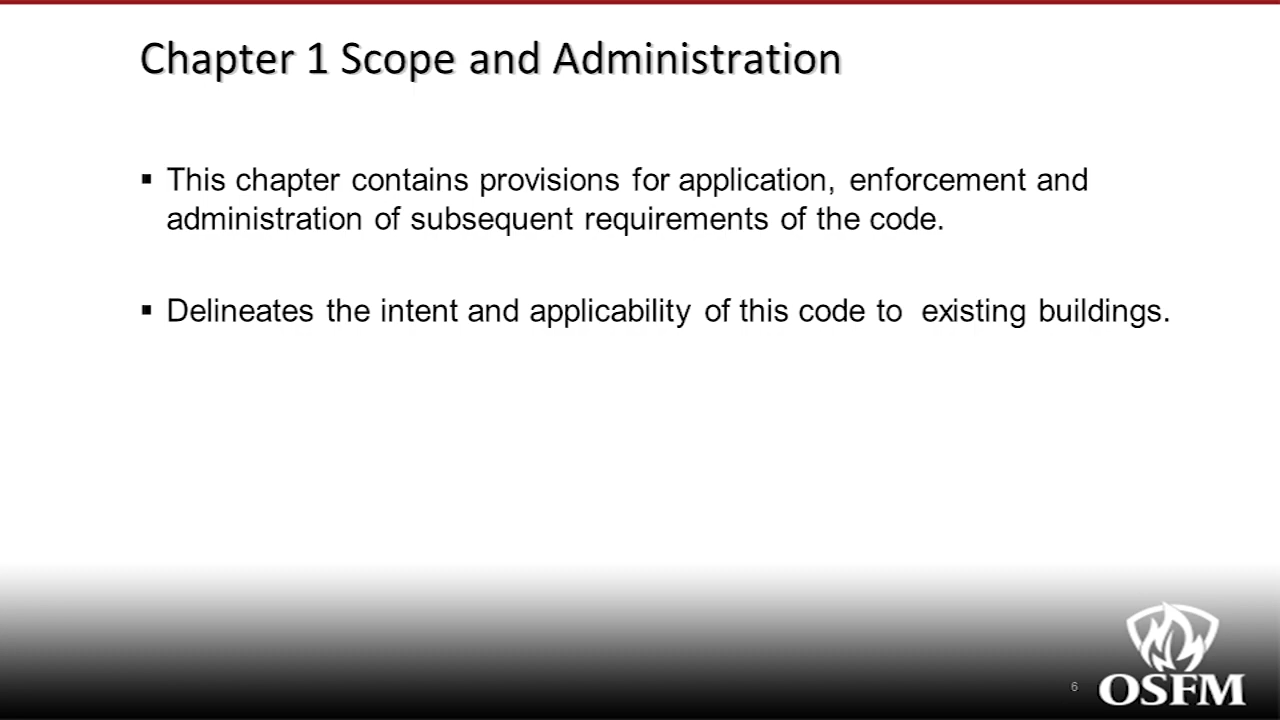 Chapter 1 Scope and Administration
▪ This chapter contains provisions for application, enforcement and
administration of subsequent requirements of the code.
▪ Delineates the intent and applicability of this code to  existing buildings.
6
OSFM